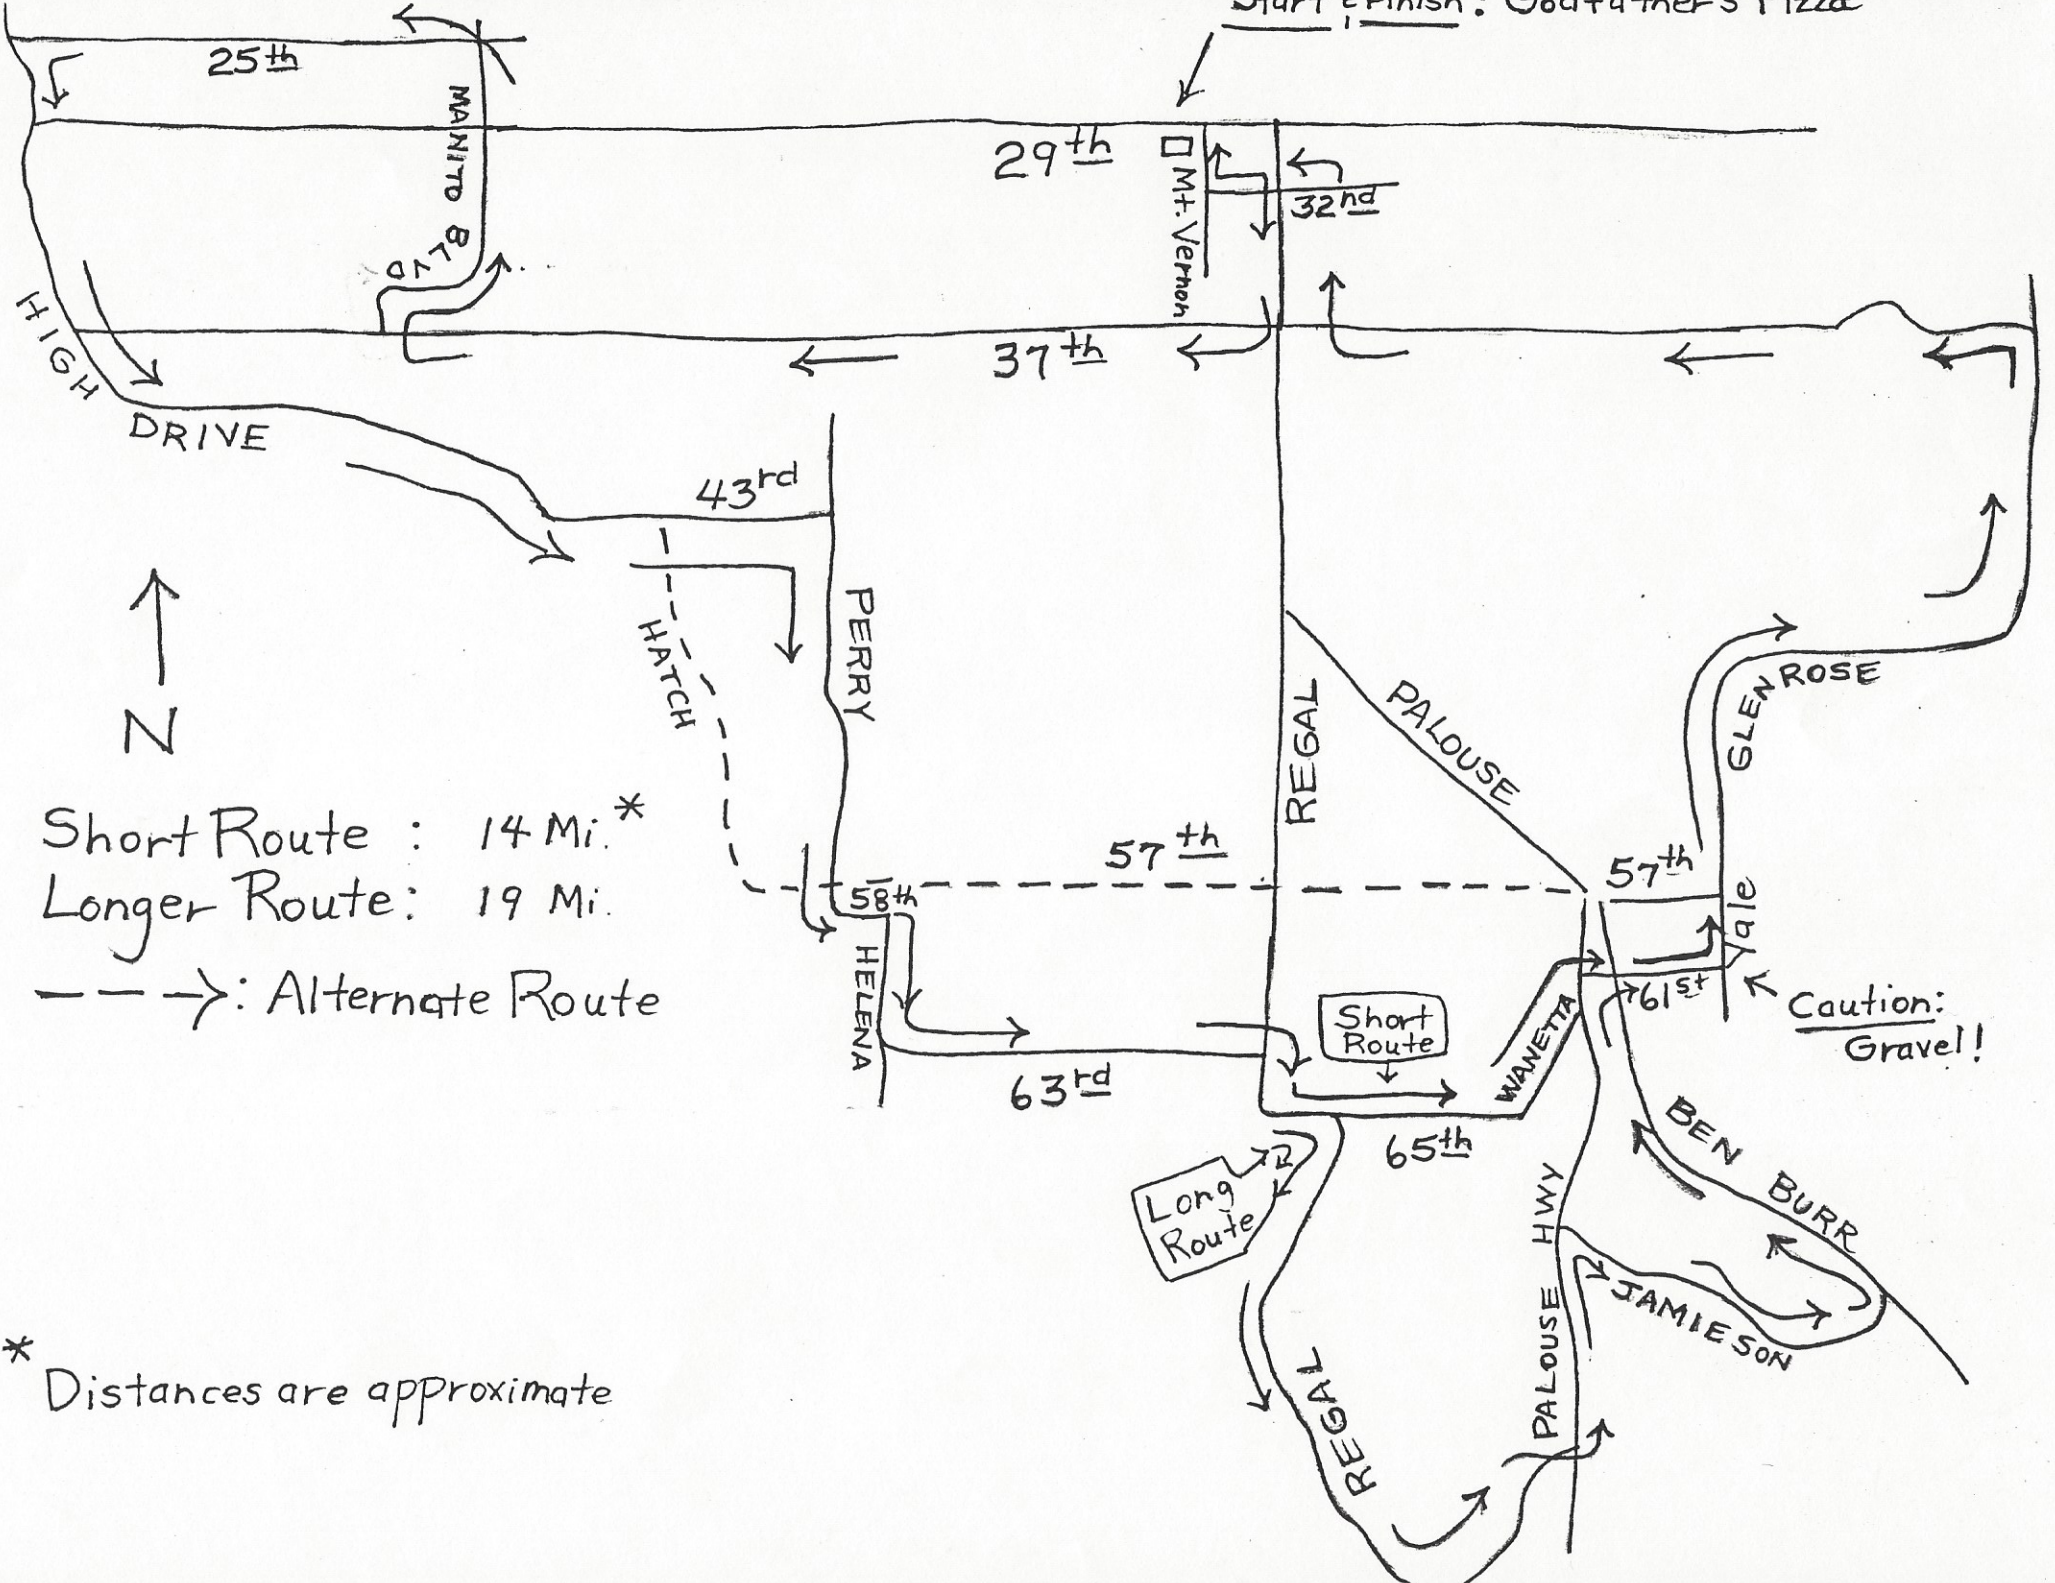 Start & Finish: Godfather's Pizza
25th
MANITO BLVD
29th
Mt. Vernon
32nd
37th
HIGH
DRIVE
43rd
HATCH
PERRY
N
REGAL
PALOUSE
GLEN ROSE
Short Route : 14 Mi.*
Longer Route : 19 Mi.
- - - -> : Alternate Route
57th
57th
58th
Yale
HELENA
61st
Caution:
Gravel!
Short
Route
WANETTA
63rd
65th
BEN BURR
Long
Route
PALOUSE HWY
JAMIESON
REGAL
* Distances are approximate